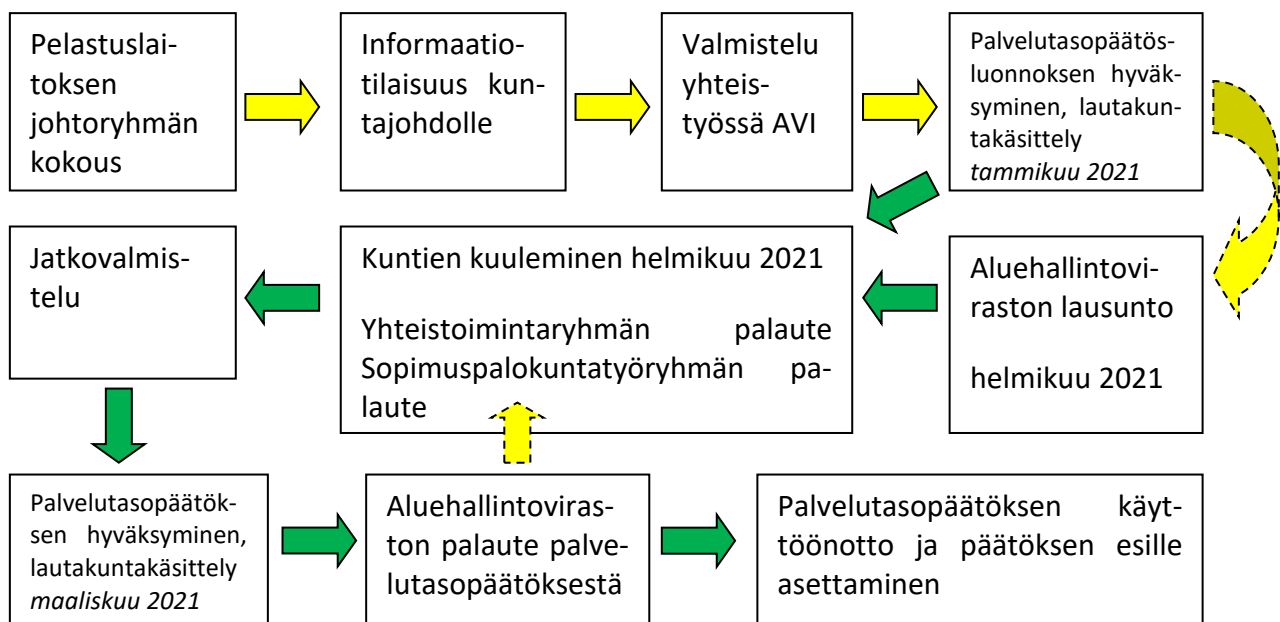 Pelastuslai-
toksen
johtoryhmän
kokous
Informaatio-
tilaisuus kun-
tajohdolle
Valmistelu
yhteis-
työssä AVI
Palvelutasopäätös-
luonnoksen hyväk-
syminen, lautakun-
takäsittely
tammikuu 2021
Jatkovalmis-
telu
Kuntien kuuleminen helmikuu 2021
Yhteistoimintaryhmän palaute
Sopimuspalokuntatyöryhmän pa-
laute
Aluehallintovi-
raston lausunto
helmikuu 2021
Palvelutasopäätök-
sen hyväksyminen,
lautakuntakäsittely
maaliskuu 2021
Aluehallintoviras-
ton palaute palve-
lutasopäätöksestä
Palvelutasopäätöksen käyt-
töönotto ja päätöksen esille
asettaminen